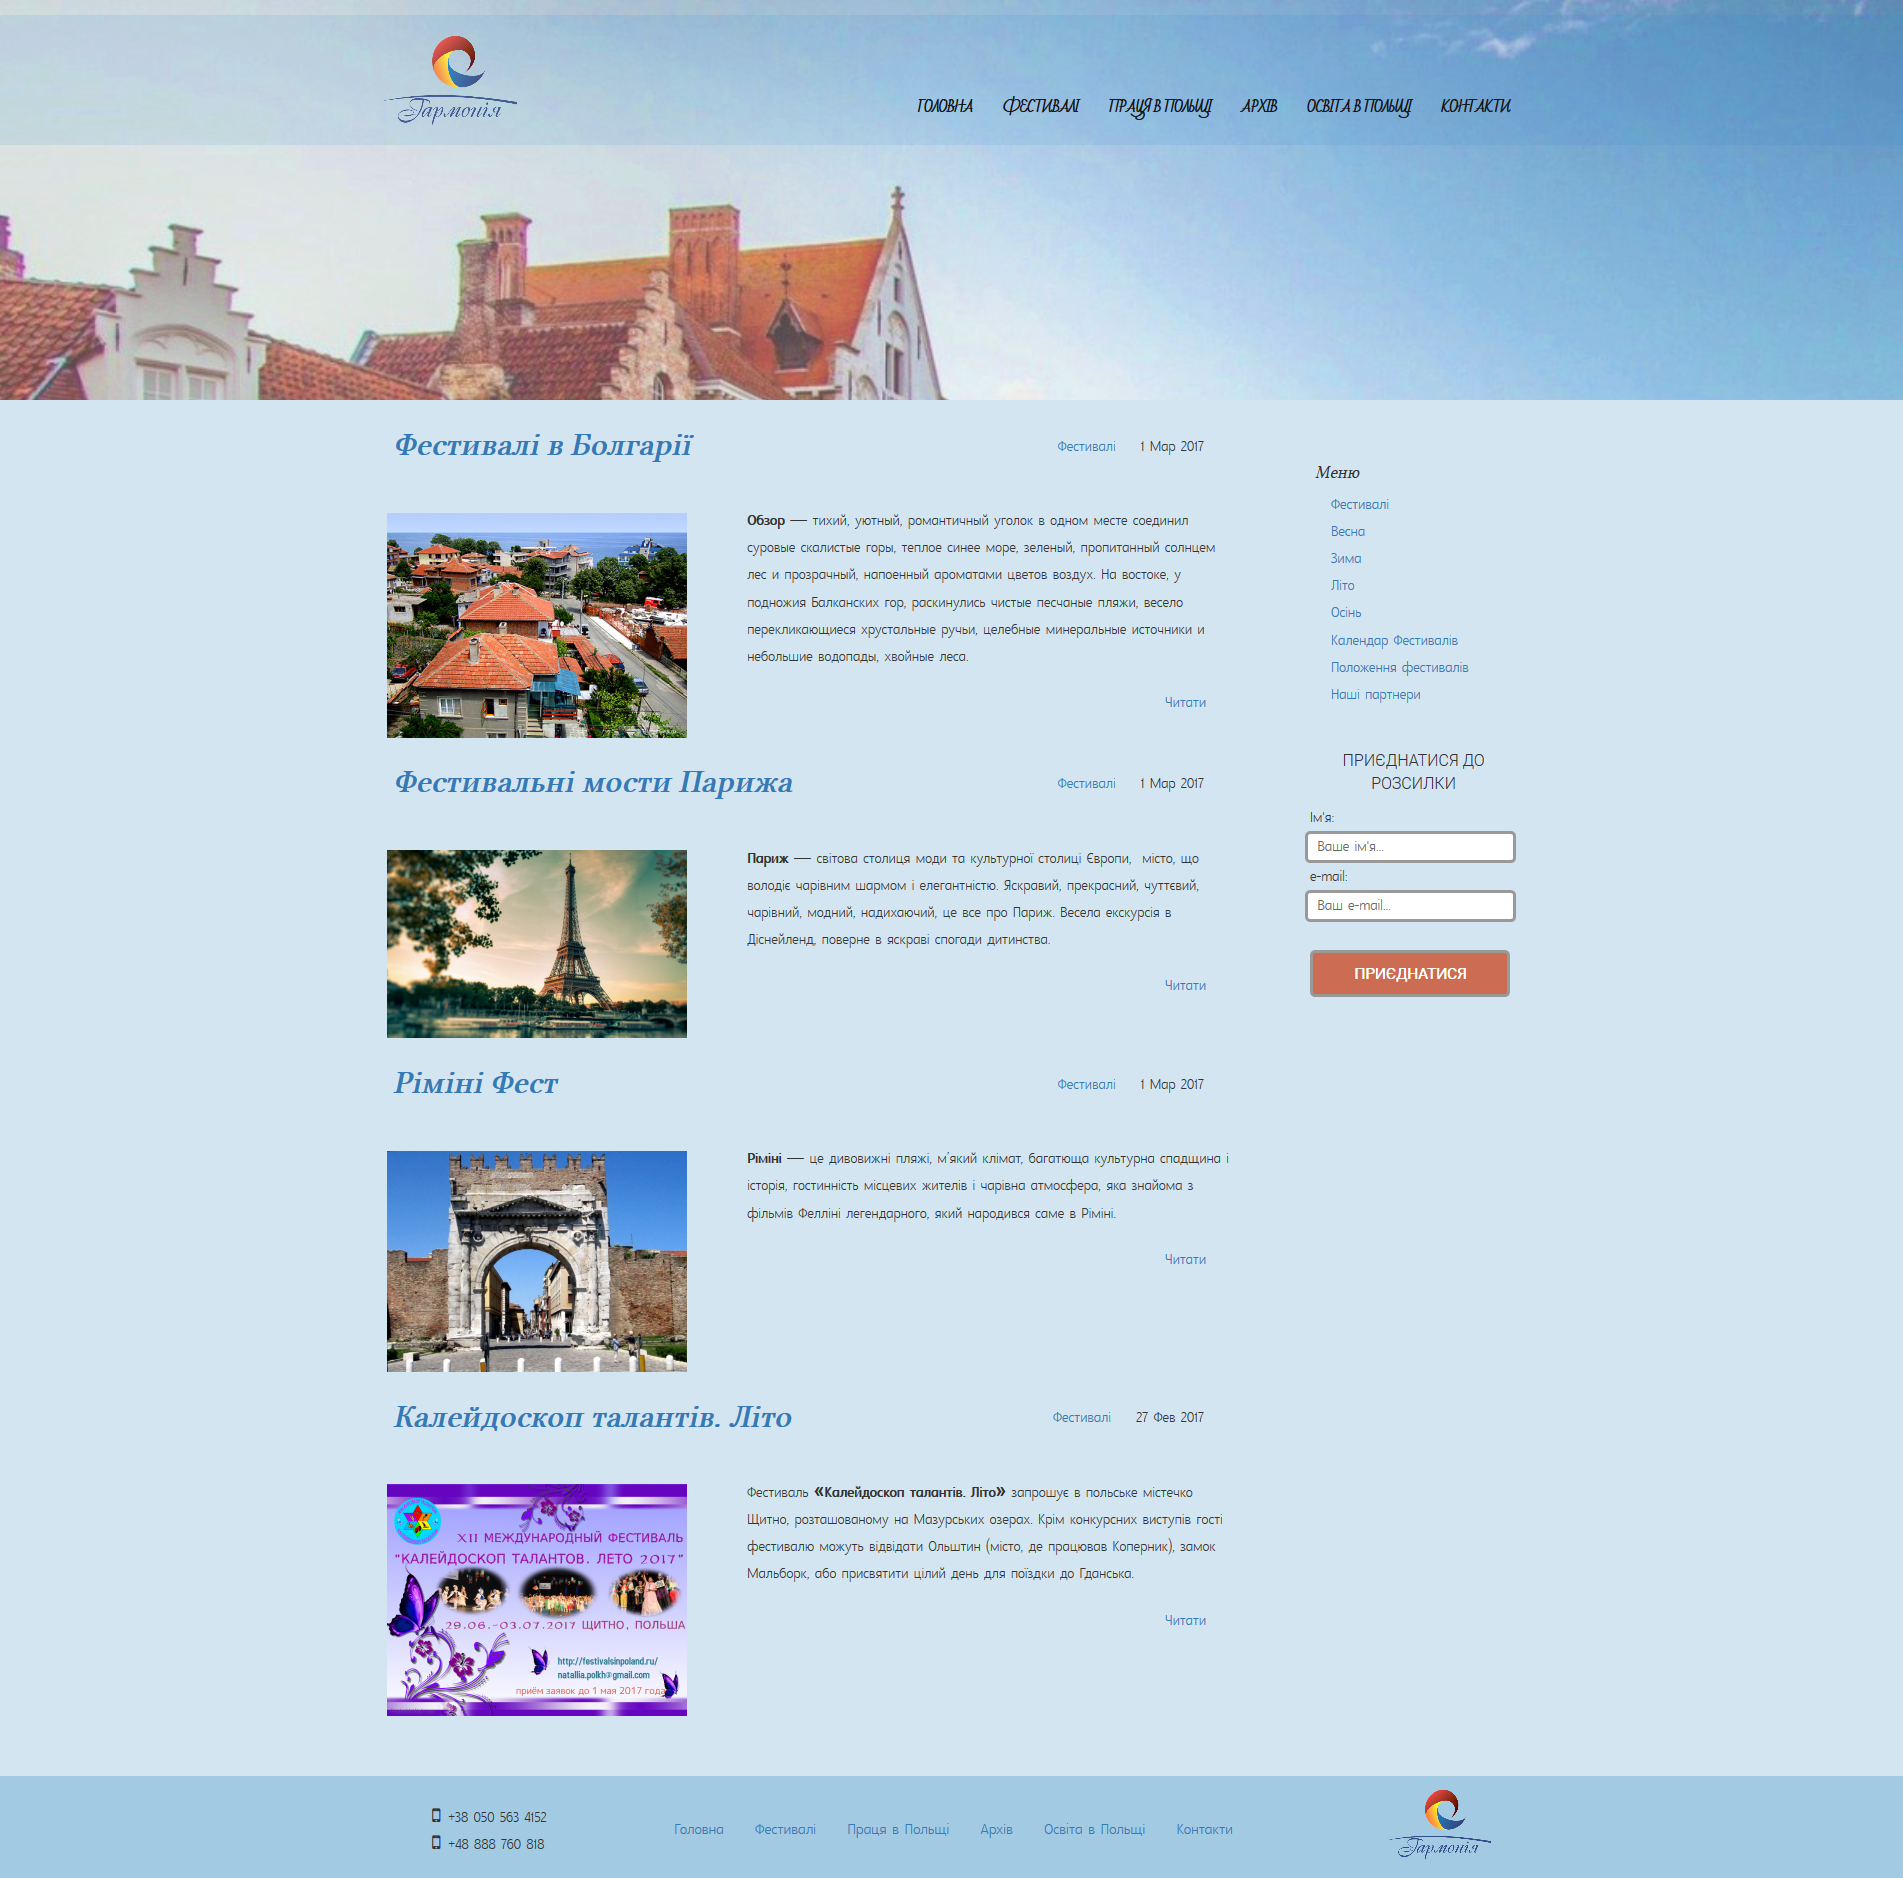 Гармонія
ГОЛОВНА ФЕСТИВАЛІ ПРАЦЯ В ПОЛЬЩІ АРХІВ ОСВІТА В ПОЛЬЩІ КОНТАКТИ
Фестивалі в Болгарії
Фестивалі 1 Мар 2017
Обзор — тихий, уютный, романтичный уголок в одном месте соединил
суровые скалистые горы, теплое синее море, зеленый, пропитанный солнцем
лес и прозрачный, напоенный ароматами цветов воздух. На востоке, у
подножия Балканских гор, раскинулись чистые песчаные пляжи, весело
перекликающиеся хрустальные ручьи, целебные минеральные источники и
небольшие водопады, хвойные леса.
Читати
Фестивальні мости Парижа
Фестивалі 1 Мар 2017
Париж — світова столиця моди та культурної столиці Європи, місто, що
володіє чарівним шармом і елегантністю. Яскравий, прекрасний, чуттєвий,
чарівний, модний, надихаючий, це все про Париж. Весела екскурсія в
Діснейленд, поверне в яскраві спогади дитинства.
Читати
Ріміні Фест
Фестивалі 1 Мар 2017
Ріміні — це дивовижні пляжі, м'який клімат, багатюща культурна спадщина і
історія, гостинність місцевих жителів і чарівна атмосфера, яка знайома з
фільмів Фелліні легендарного, який народився саме в Ріміні.
Читати
Калейдоскоп талантів. Літо
Фестивалі 27 Фев 2017
XII МЕЖДУНАРОДНЫЙ ФЕСТИВАЛЬ
"КАЛЕЙДОСКОП ТАЛАНТОВ. ЛЕТО 2017"
29.06.-03.07.2017 ЩИТНО, ПОЛЬША
http://festivalsinpoland.ru/
natallia.polkh@gmail.com
приём заявок до 1 мая 2017 года
Фестиваль «Калейдоскоп талантів. Літо» запрошує в польське містечко
Щитно, розташованому на Мазурських озерах. Крім конкурсних виступів гості
фестивалю можуть відвідати Ольштин (місто, де працював Коперник), замок
Мальборк, або присвятити цілий день для поїздки до Гданська.
Читати
Меню
Фестивалі
Весна
Зима
Літо
Осінь
Календар Фестивалів
Положення фестивалів
Наші партнери
ПРИЄДНАТИСЯ ДО
РОЗСИЛКИ
Ім'я:
Ваше ім'я...
e-mail:
Ваш e-mail...
ПРИЄДНАТИСЯ
+38 050 563 4152
+48 888 760 818
Головна Фестивалі Праця в Польщі Архів Освіта в Польщі Контакти
Гармонія